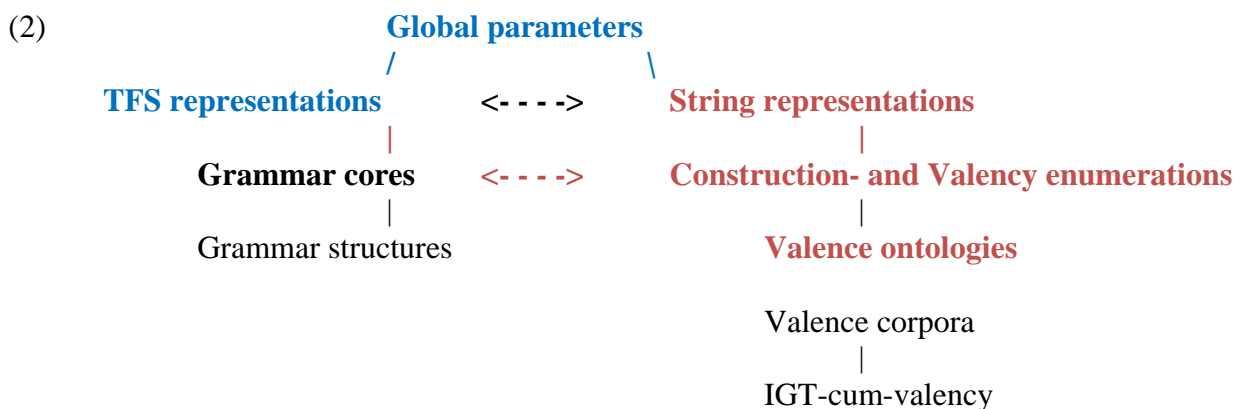 (2) Global parameters
/ \
TFS representations <- - - -> String representations
| |
Grammar cores <- - - -> Construction- and Valency enumerations
| |
Grammar structures Valence ontologies
Valence corpora
|
IGT-cum-valency